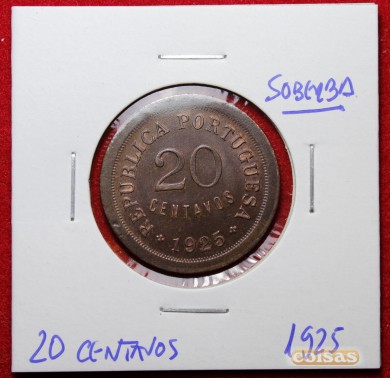 SOBERBA
REPUBLICA PORTUGUESA
20
CENTAVOS
* 1925 *
20 CENTAVOS
1925
coisas